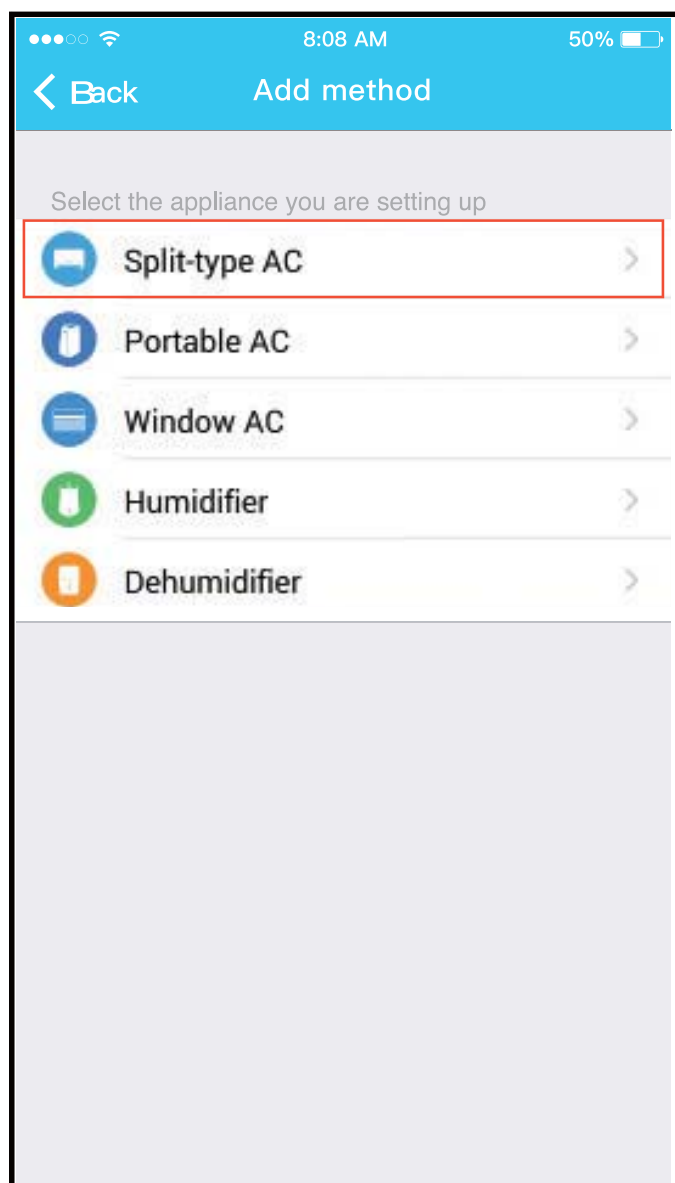 8:08 AM 50%
Back Add method
Select the appliance you are setting up
Split-type AC
Portable AC
Window AC
Humidifier
Dehumidifier